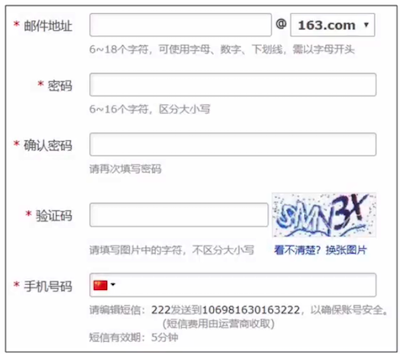 * 邮件地址 @ 163.com
6~18个字符，可使用字母、数字、下划线，需以字母开头
* 密码
6~16个字符，区分大小写
* 确认密码
请再次填写密码
* 验证码 SMN3X
请填写图片中的字符，不区分大小写 看不清楚？换张图片
* 手机号码
请编辑短信：222发送到106981630163222，以确保账号安全。
(短信费用由运营商收取)
短信有效期：5分钟